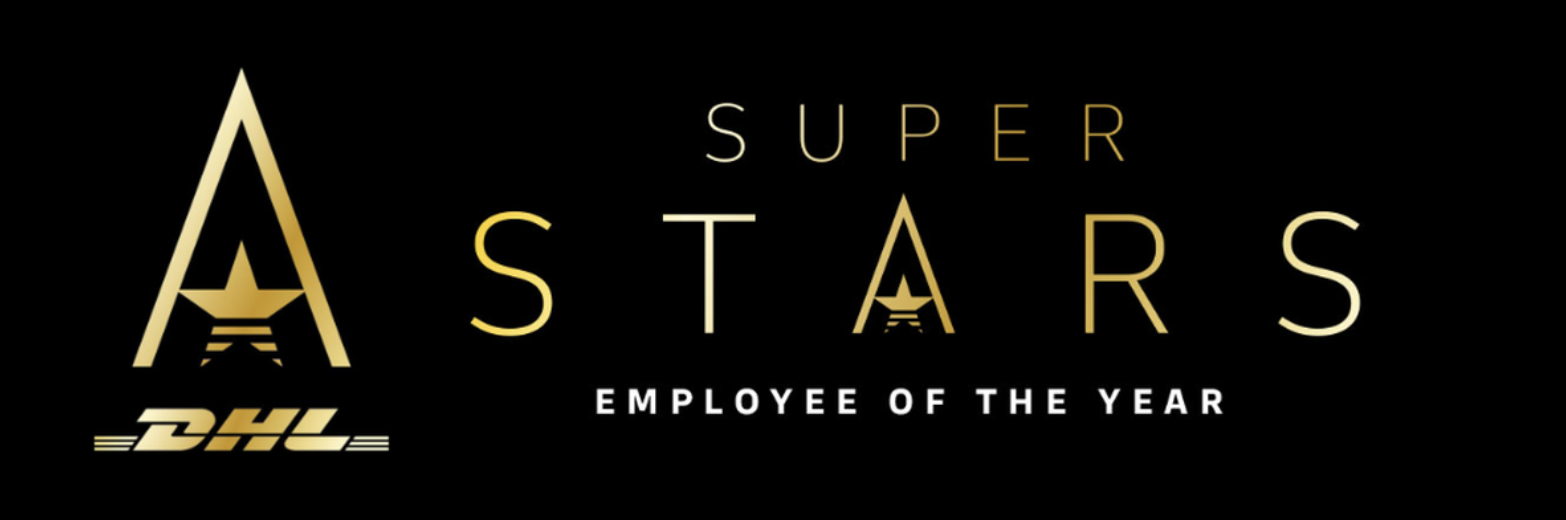 A
DHL
SUPER
STARS
EMPLOYEE OF THE YEAR